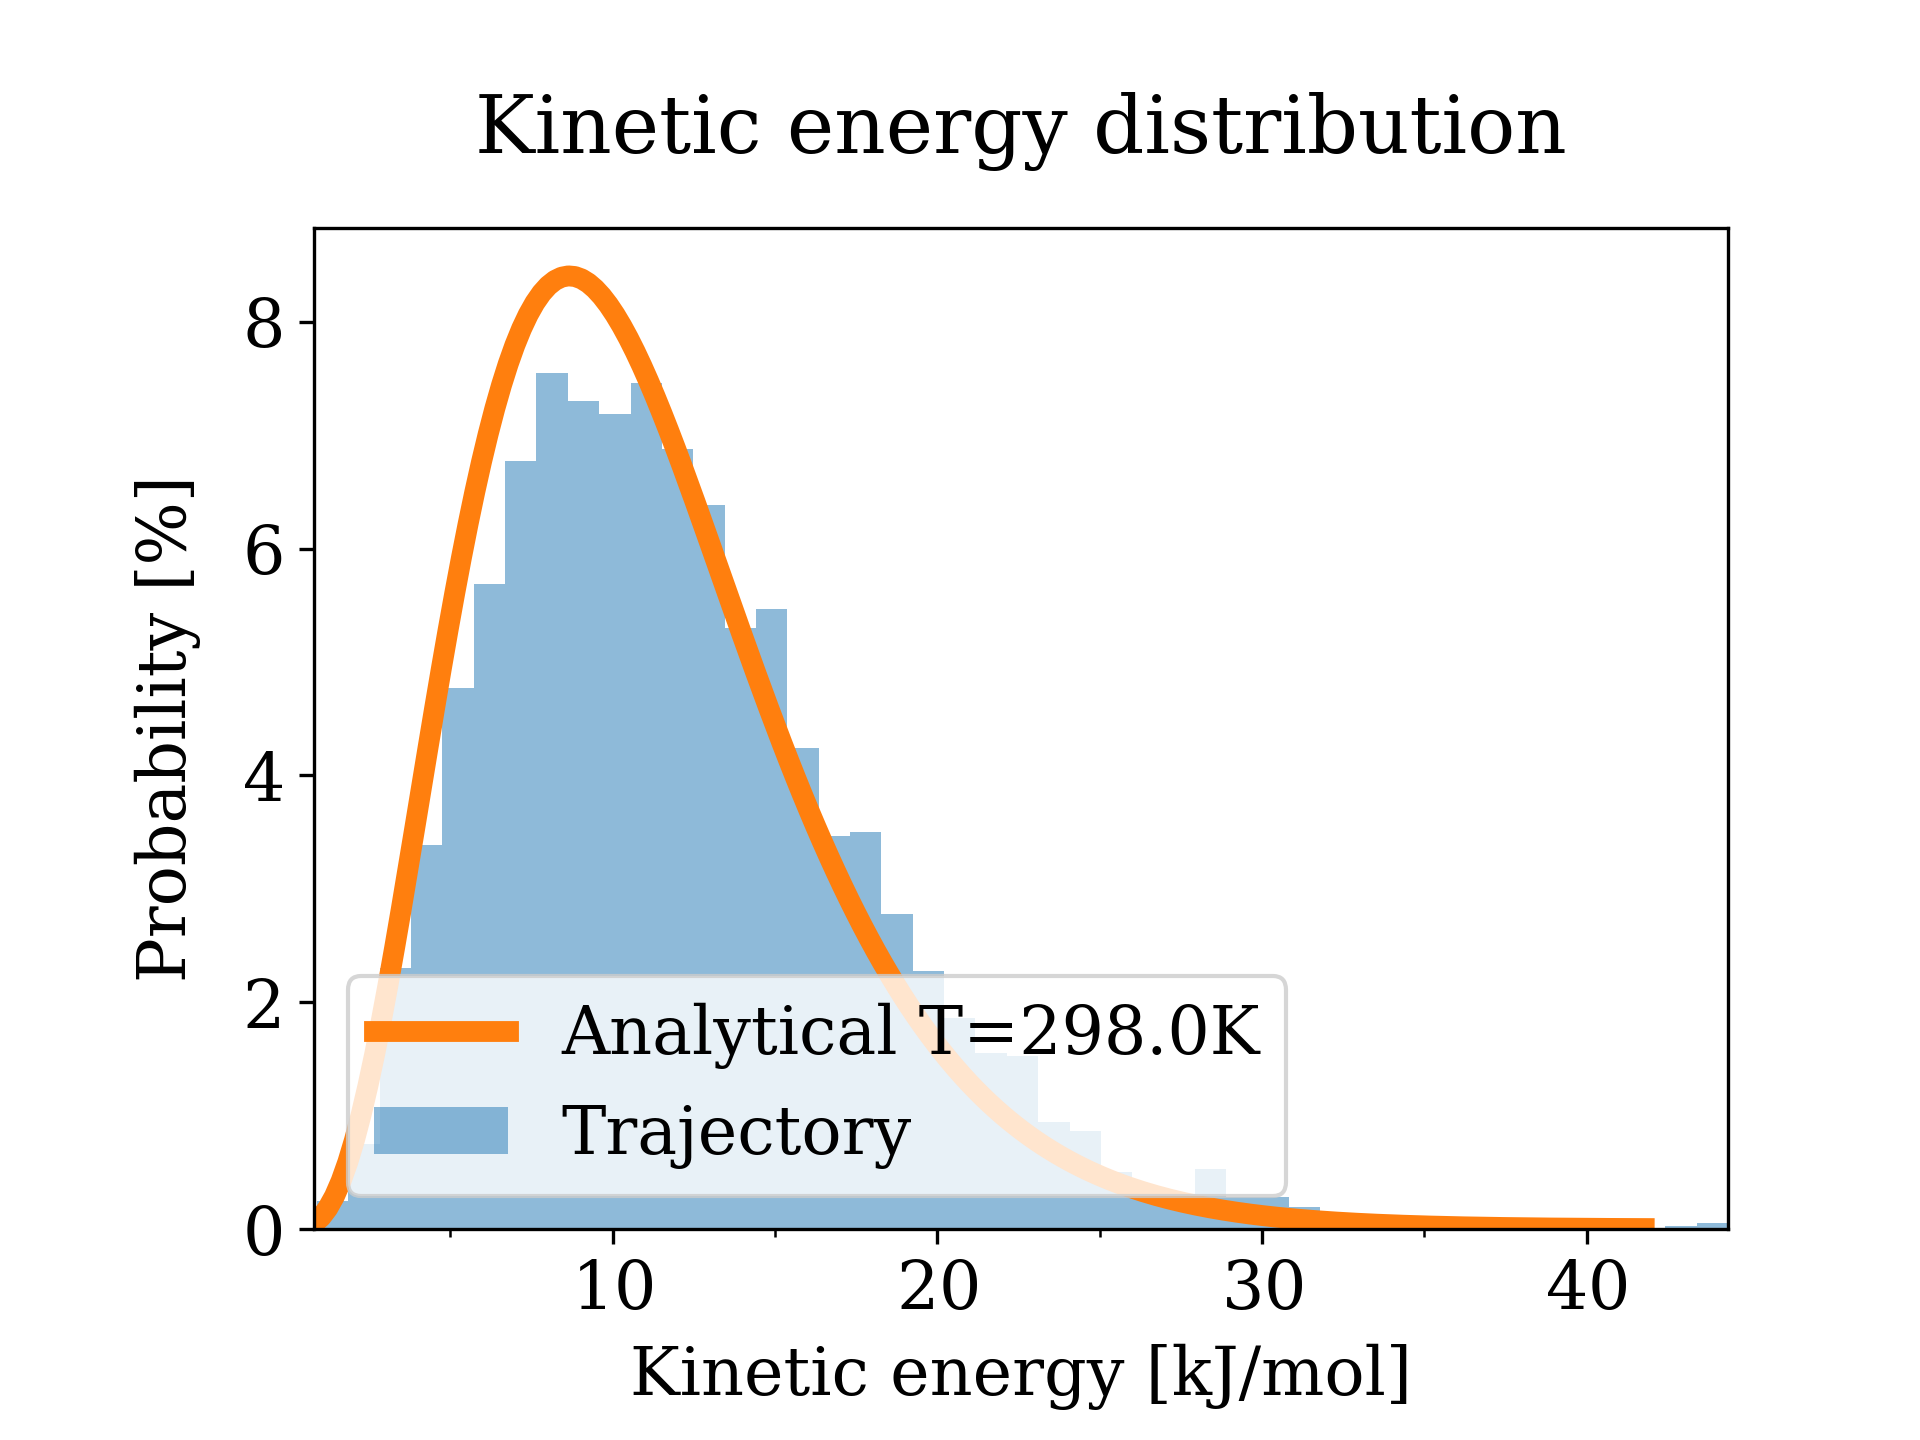 Kinetic energy distribution
Probability [%]
8
6
4
2
0
Analytical T=298.0K
Trajectory
10 20 30 40
Kinetic energy [kJ/mol]